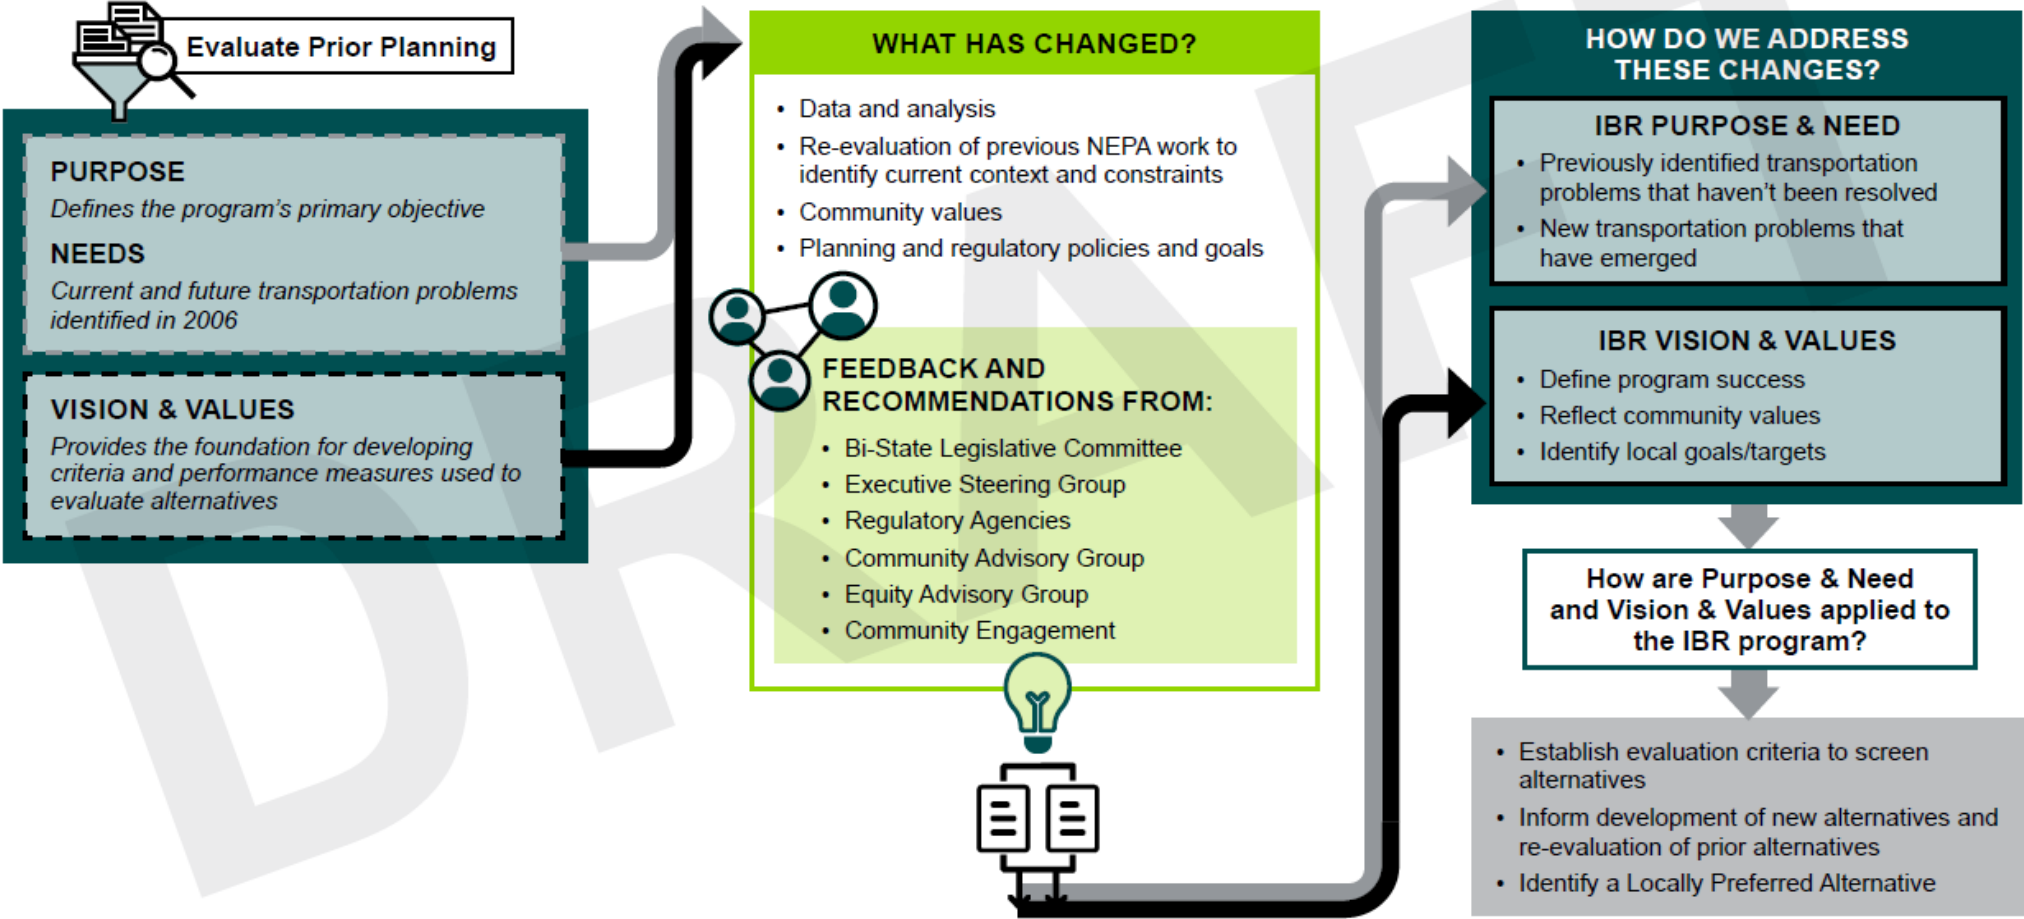 Evaluate Prior Planning
PURPOSE
Defines the program's primary objective
NEEDS
Current and future transportation problems
identified in 2006
VISION & VALUES
Provides the foundation for developing
criteria and performance measures used to
evaluate alternatives
WHAT HAS CHANGED?
• Data and analysis
• Re-evaluation of previous NEPA work to
identify current context and constraints
• Community values
• Planning and regulatory policies and goals
FEEDBACK AND
RECOMMENDATIONS FROM:
• Bi-State Legislative Committee
• Executive Steering Group
• Regulatory Agencies
• Community Advisory Group
• Equity Advisory Group
• Community Engagement
HOW DO WE ADDRESS
THESE CHANGES?
IBR PURPOSE & NEED
• Previously identified transportation
problems that haven't been resolved
• New transportation problems that
have emerged
IBR VISION & VALUES
• Define program success
• Reflect community values
• Identify local goals/targets
How are Purpose & Need
and Vision & Values applied to
the IBR program?
• Establish evaluation criteria to screen
alternatives
• Inform development of new alternatives and
re-evaluation of prior alternatives
• Identify a Locally Preferred Alternative
DRAFT